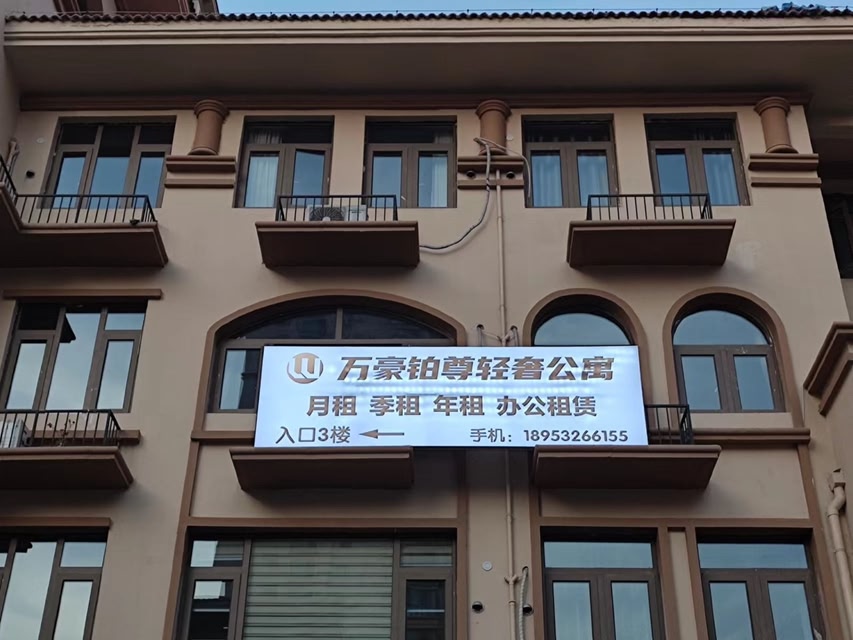 万豪铂尊轻奢公寓
月租 季租 年租 办公租赁
入口3楼 ← 手机：18953266155